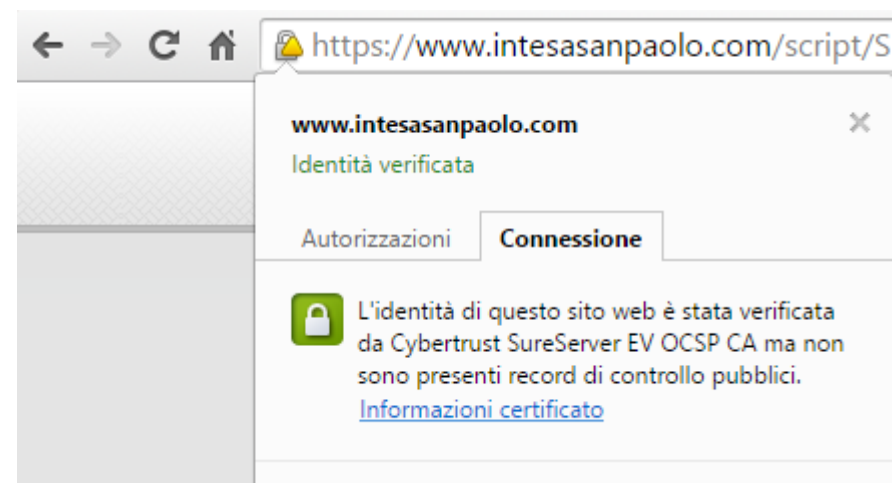 https://www.intesasanpaolo.com/script/S
www.intesasanpaolo.com
Identità verificata
Autorizzazioni Connessione
L'identità di questo sito web è stata verificata
da Cybertrust SureServer EV OCSP CA ma non
sono presenti record di controllo pubblici.
Informazioni certificato